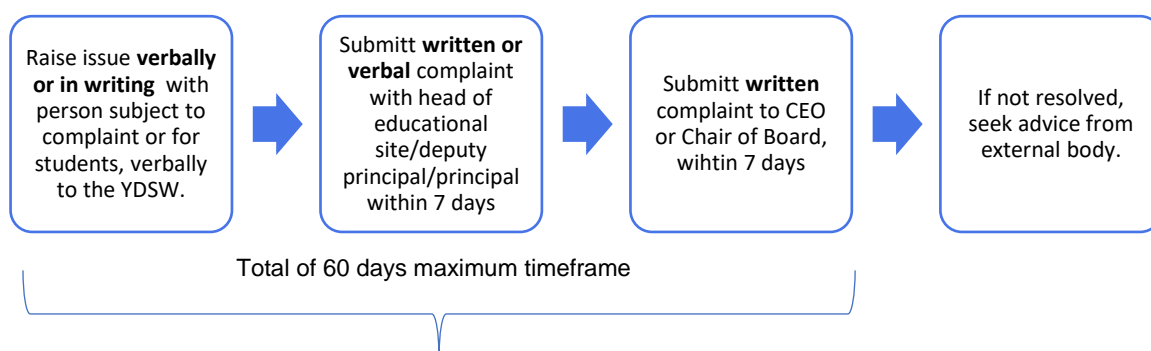 Raise issue verbally
or in writing with
person subject to
complaint or for
students, verbally
to the YDSW.
Submitt written or
verbal complaint
with head of
educational
site/deputy
principal/principal
within 7 days
Submitt written
complaint to CEO
or Chair of Board,
wihtin 7 days
If not resolved,
seek advice from
external body.
Total of 60 days maximum timeframe